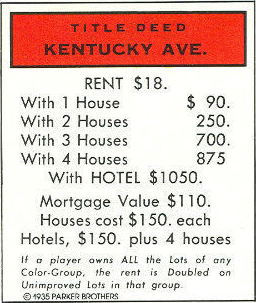 TITLE DEED
KENTUCKY AVE.
RENT $18.
With 1 House $ 90.
With 2 Houses 250.
With 3 Houses 700.
With 4 Houses 875
With HOTEL $1050.
Mortgage Value $110.
Houses cost $150. each
Hotels, $150. plus 4 houses
If a player owns ALL the Lots of any
Color-Group, the rent is Doubled on
Unimproved Lots in that group.
© 1935 PARKER BROTHERS